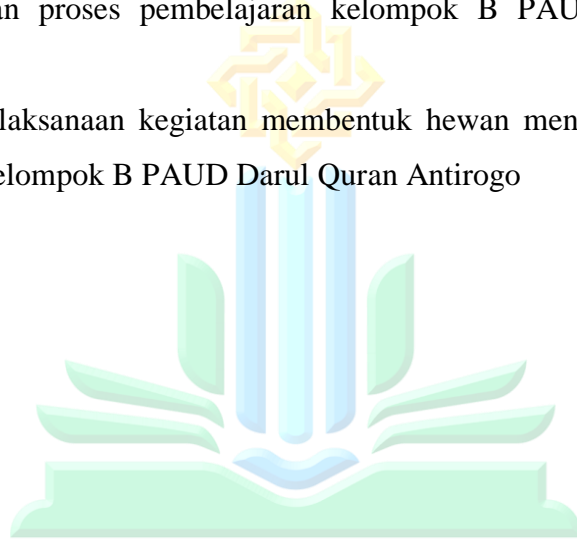 an proses pembelajaran kelompok B PAU
laksanaan kegiatan membentuk hewan men
elompok B PAUD Darul Quran Antirogo